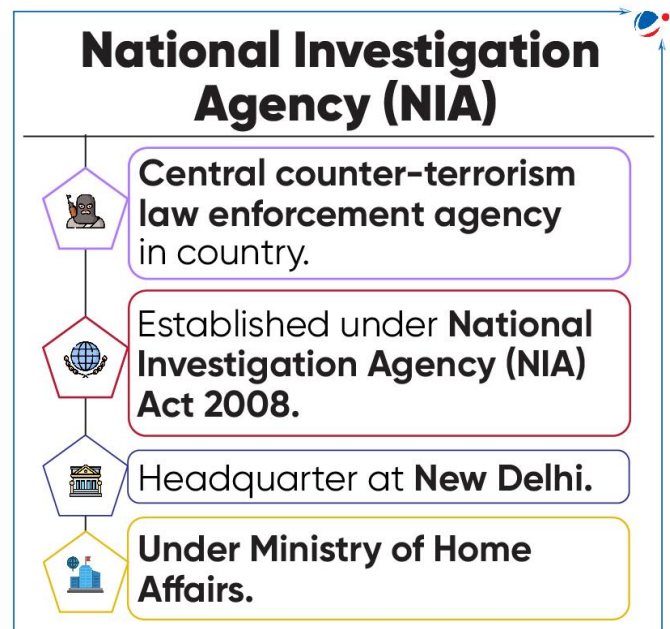 National Investigation
Agency (NIA)
Central counter-terrorism
law enforcement agency
in country.
Established under National
Investigation Agency (NIA)
Act 2008.
Headquarter at New Delhi.
Under Ministry of Home
Affairs.